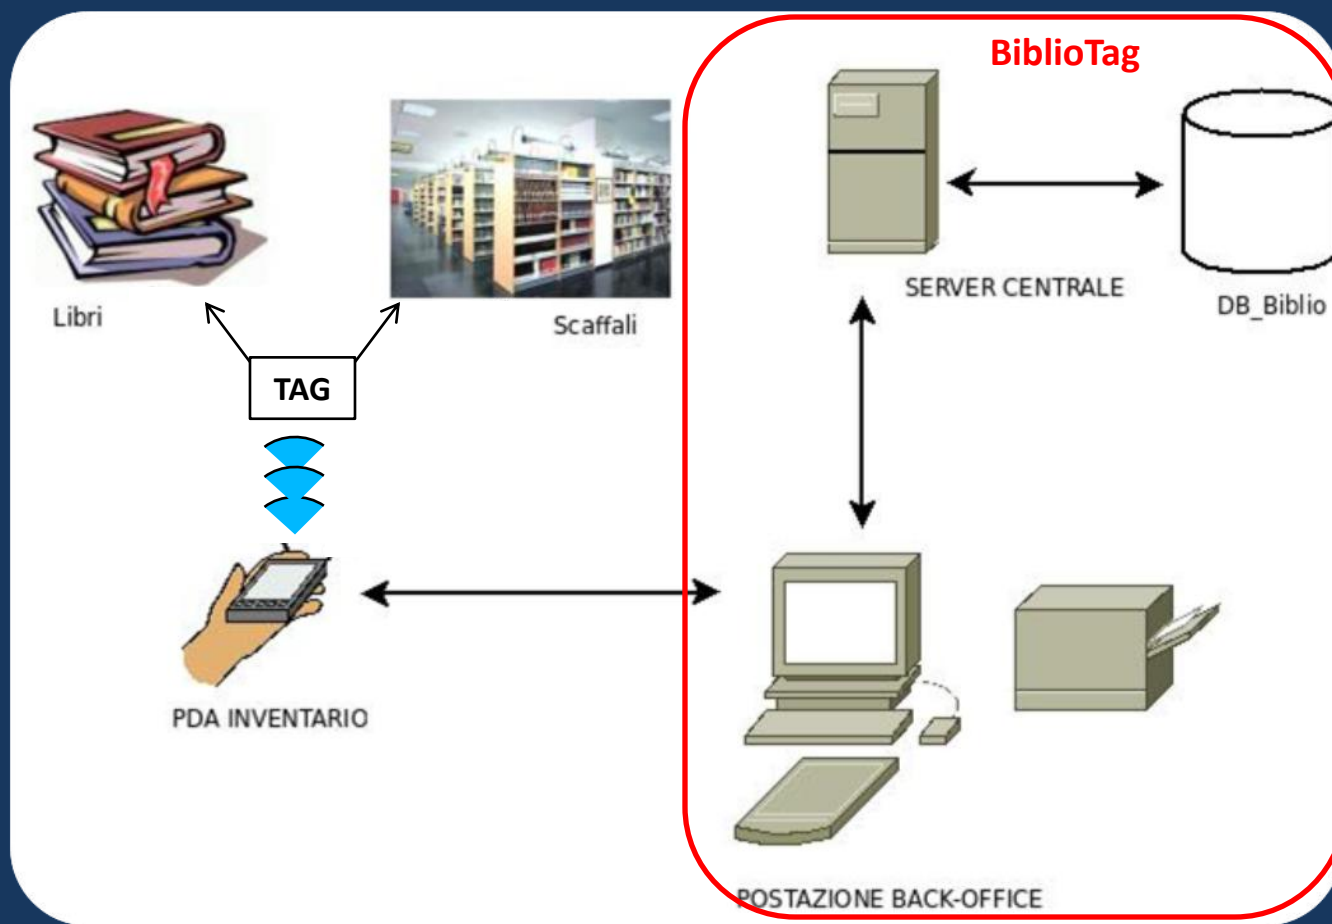 BiblioTag
Libri
Scaffali
SERVER CENTRALE
DB_Biblio
TAG
PDA INVENTARIO
POSTAZIONE BACK-OFFICE